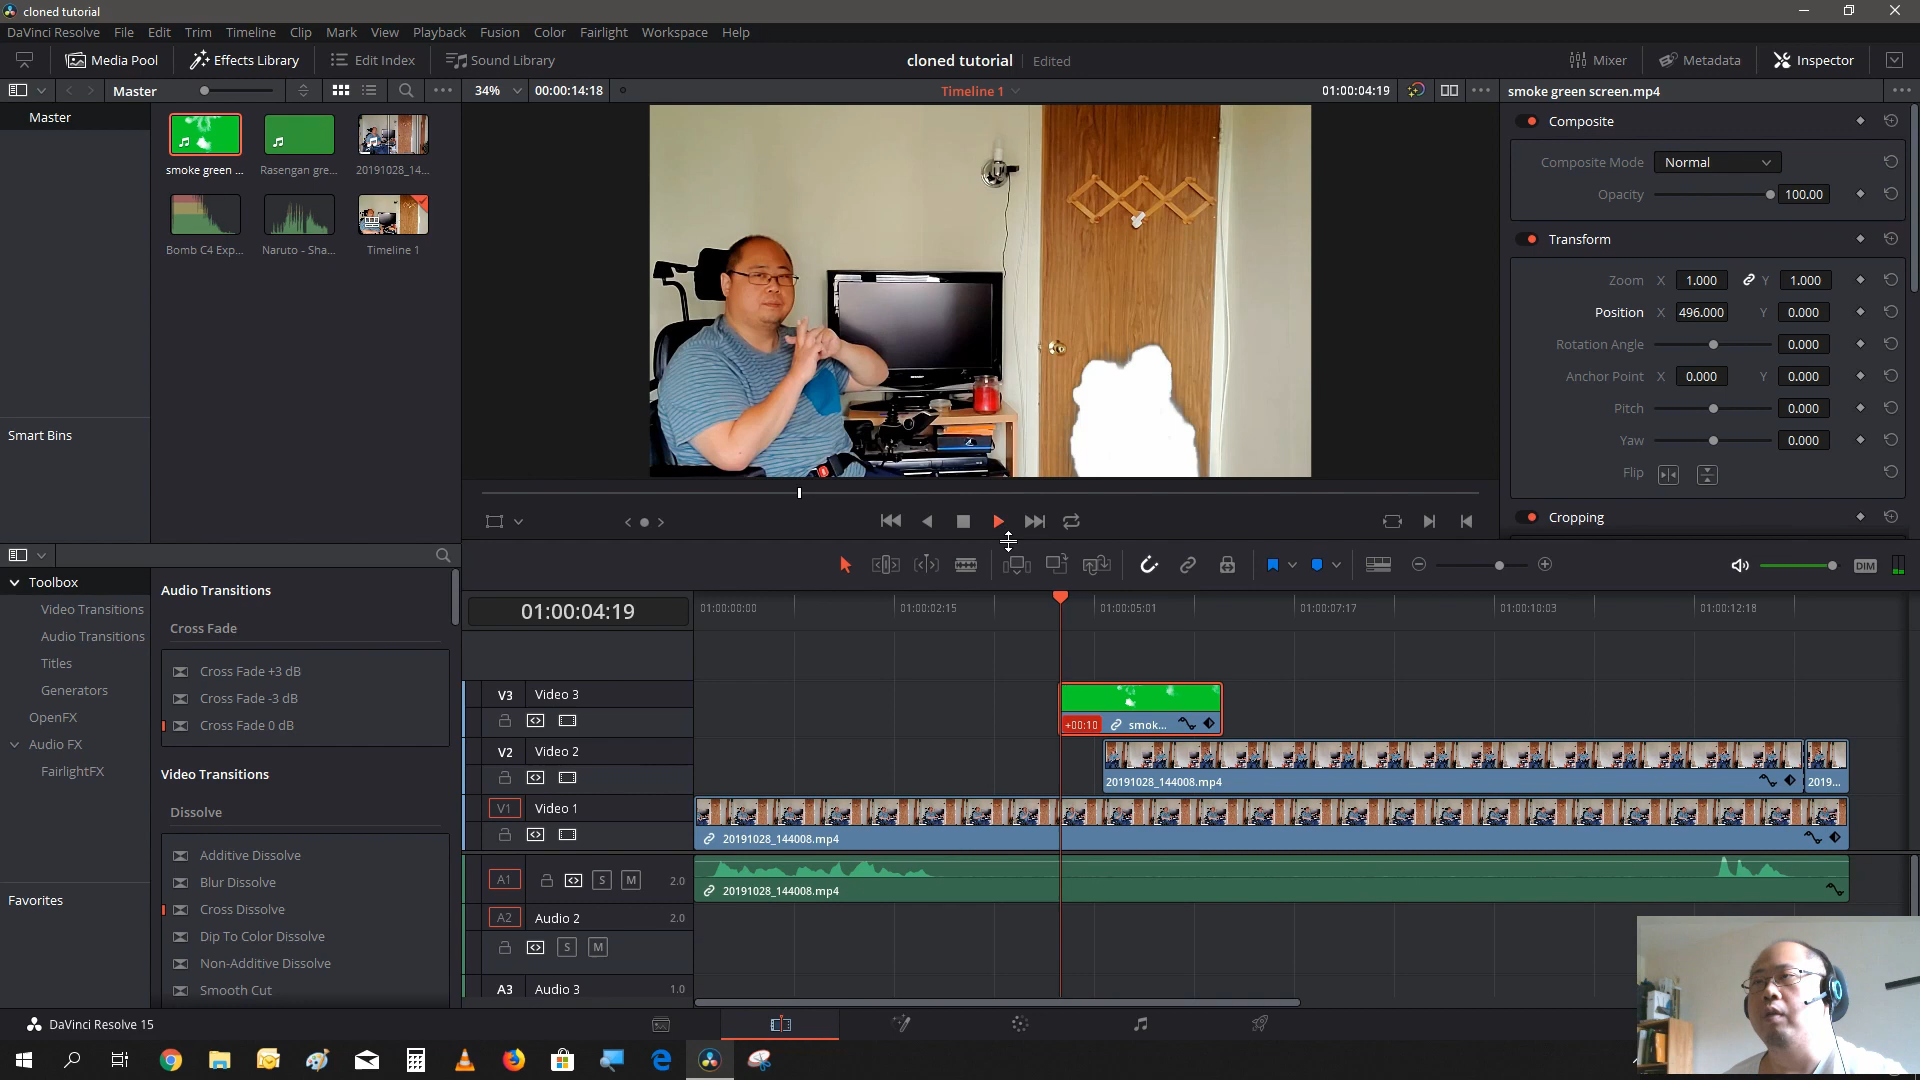 cloned tutorial
DaVinci Resolve File Edit Trim Timeline Clip Mark View Playback Fusion Color Fairlight Workspace Help
Media Pool Effects Library Edit Index Sound Library cloned tutorial Edited Mixer Metadata Inspector
Master 34% 00:00:14:18 Timeline 1 01:00:04:19 smoke green screen.mp4
Master
smoke green ... Rasengan gre... 20191028_14...
Bomb C4 Exp... Naruto - Sha... Timeline 1
Smart Bins
Composite
Composite Mode Normal
Opacity 100.00
Transform
Zoom X 1.000 Y 1.000
Position X 496.000 Y 0.000
Rotation Angle 0.000
Anchor Point X 0.000 Y 0.000
Pitch 0.000
Yaw 0.000
Flip
Cropping
DIM
Toolbox
Video Transitions
Audio Transitions
Titles
Generators
OpenFX
Audio FX
FairlightFX
Favorites
Audio Transitions
Cross Fade
Cross Fade +3 dB
Cross Fade -3 dB
Cross Fade 0 dB
Video Transitions
Dissolve
Additive Dissolve
Blur Dissolve
Cross Dissolve
Dip To Color Dissolve
Non-Additive Dissolve
Smooth Cut
01:00:04:19 01:00:00:00 01:00:02:15 01:00:05:01 01:00:07:17 01:00:10:03 01:00:12:18
V3 Video 3
+00:10 smok...
V2 Video 2
20191028_144008.mp4 2019...
V1 Video 1
20191028_144008.mp4
A1 S M 2.0
20191028_144008.mp4
A2 Audio 2 2.0
S M
A3 Audio 3 1.0
DaVinci Resolve 15